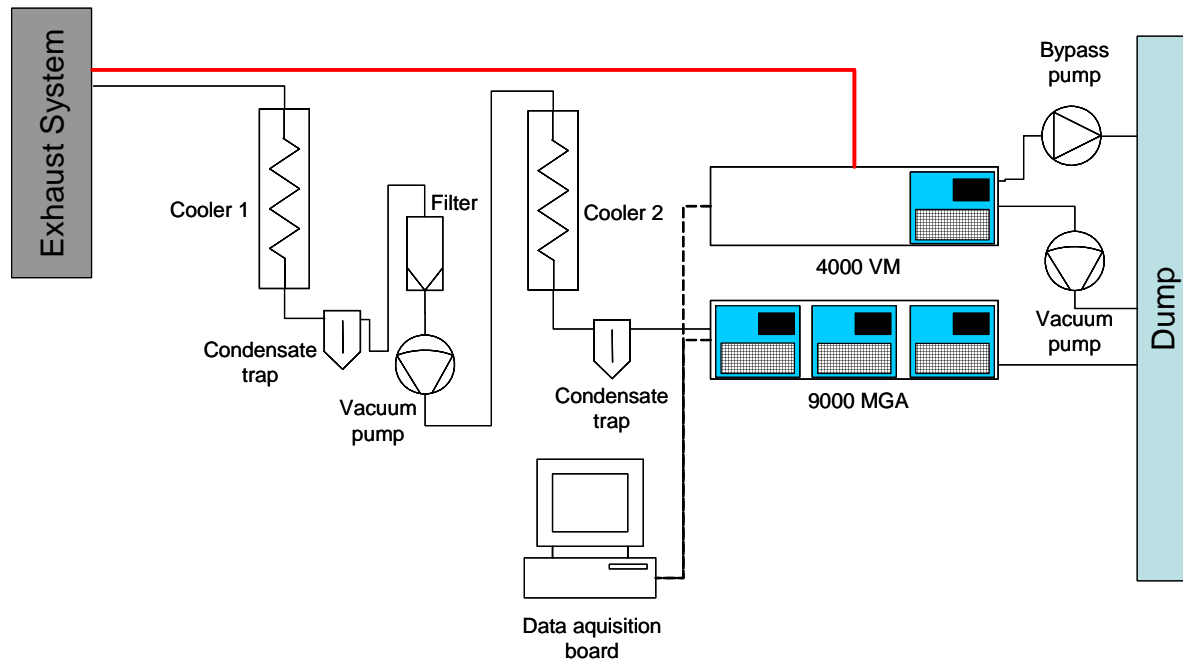 Exhaust System
Bypass
pump
Cooler 1
Filter
Cooler 2
4000 VM
Condensate
trap
Vacuum
pump
Condensate
trap
9000 MGA
Vacuum
pump
Dump
Data aquisition
board